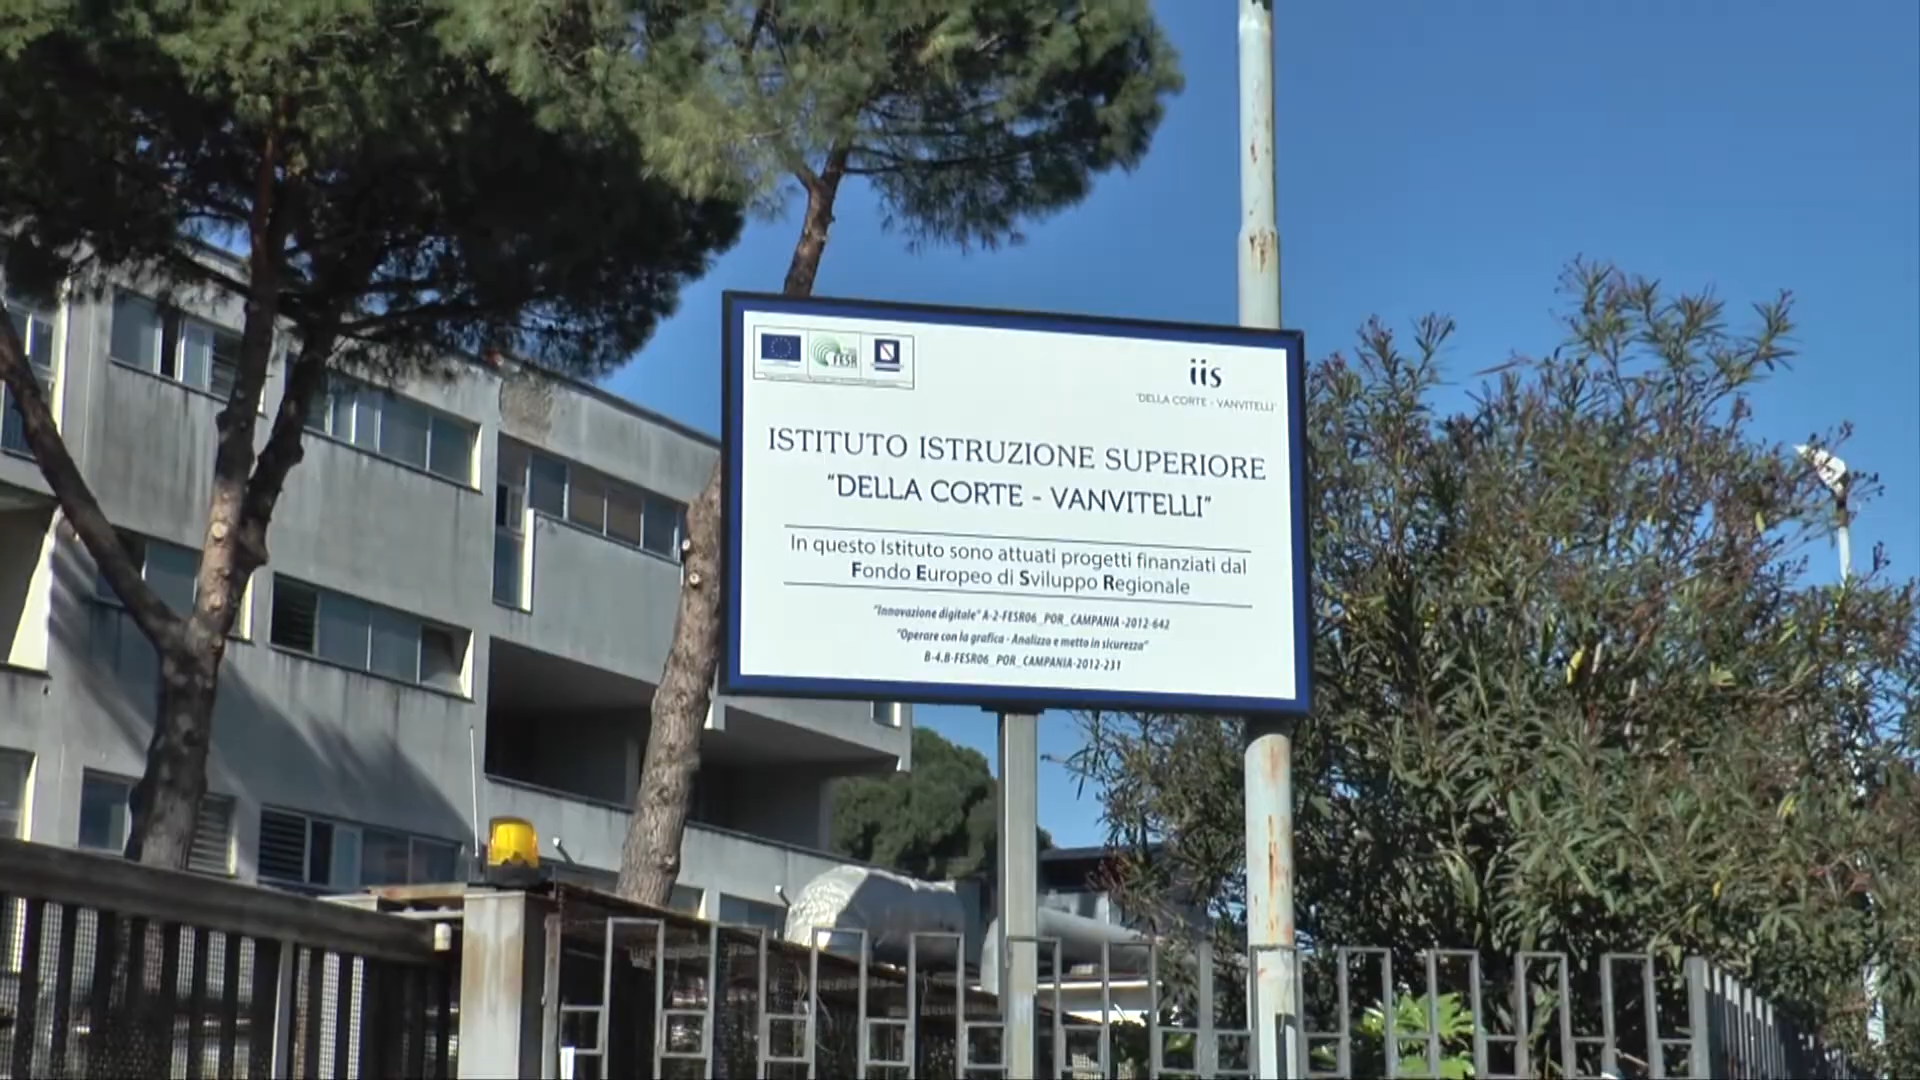 FESR
iis
"DELLA CORTE - VANVITELLI"
ISTITUTO ISTRUZIONE SUPERIORE
"DELLA CORTE - VANVITELLI"
In questo Istituto sono attuati progetti finanziati dal
Fondo Europeo di Sviluppo Regionale
"Innovazione digitale" A-2-FESR06_POR_CAMPANIA-2012-642
"Operare con la grafica - Analizzo e metto in sicurezza"
B-4.B-FESR06_POR_CAMPANIA-2012-231